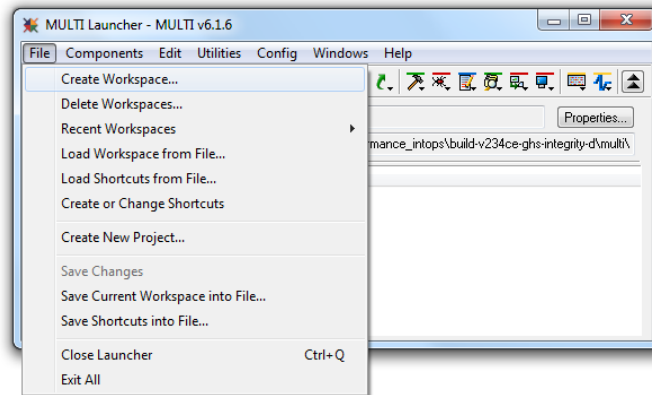 MULTI Launcher - MULTI v6.1.6
File Components Edit Utilities Config Windows Help
Create Workspace...
Delete Workspaces...
Recent Workspaces
Load Workspace from File...
Load Shortcuts from File...
Create or Change Shortcuts
Create New Project...
Save Changes
Save Current Workspace into File...
Save Shortcuts into File...
Close Launcher Ctrl+Q
Exit All
Properties...
rmance_intops\build-v234ce-ghs-integrity-d\multi\